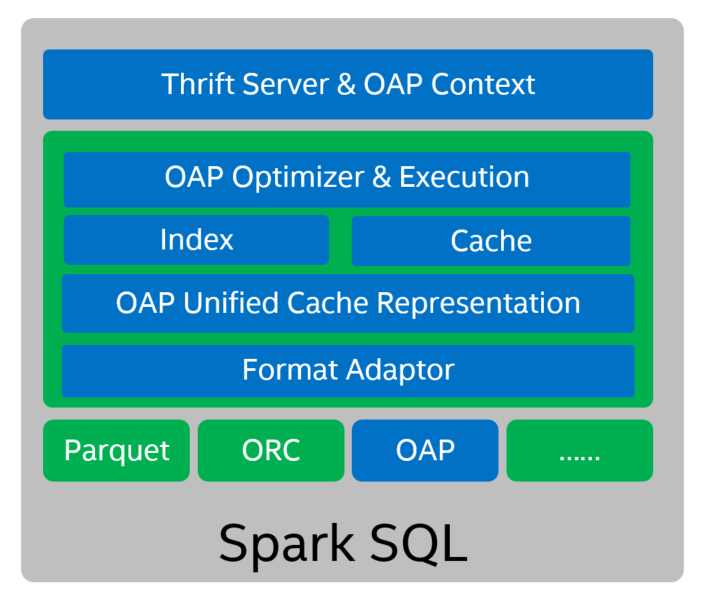 Thrift Server & OAP Context
OAP Optimizer & Execution
Index
Cache
OAP Unified Cache Representation
Format Adaptor
Parquet
ORC
OAP
......
Spark SQL